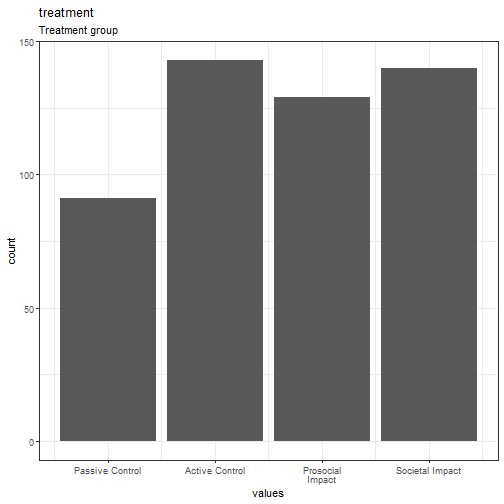 treatment
Treatment group
150
100
50
0
count
Passive Control
Active Control
Prosocial
Impact
Societal Impact
values